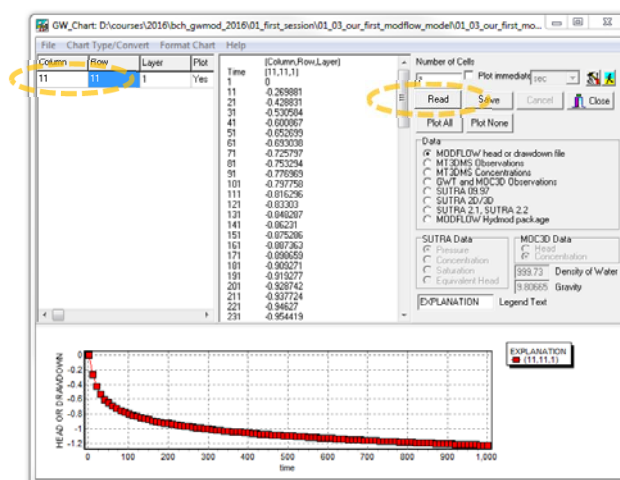 GW_Chart: D:\courses\2016\bch_gwmod_2016\01_first_session\01_03_our_first_modflow_model\01_03_our_first_mo...
File Chart Type/Convert Format Chart Help
Column Row Layer Plot
11 11 1 Yes
(Column,Row,Layer)
Time (11,11,1)
1 0
11 -0.269881
21 -0.428831
31 -0.530584
41 -0.600867
51 -0.652699
61 -0.693038
71 -0.725797
81 -0.753294
91 -0.776969
101 -0.797758
111 -0.816296
121 -0.83303
131 -0.848287
141 -0.86231
151 -0.875286
161 -0.887363
171 -0.898659
181 -0.909271
191 -0.919277
201 -0.928742
211 -0.937724
221 -0.94627
231 -0.954419
Number of Cells
Plot immediate
sec
Read Save Cancel Close
Plot All Plot None
Data
MODFLOW head or drawdown file
MT3DMS Observations
MT3DMS Concentrations
GWT and MOC3D Observations
SUTRA 09.97
SUTRA 2D/3D
SUTRA 2.1, SUTRA 2.2
MODFLOW Hydmod package
SUTRA Data
Pressure
Concentration
Saturation
Equivalent Head
MOC3D Data
Head
Concentration
999.73 Density of Water
9.80665 Gravity
EXPLANATION Legend Text
HEAD OR DRAWDOWN
0
-0.2
-0.4
-0.6
-0.8
-1
-1.2
0 100 200 300 400 500 600 700 800 900 1,000
time
EXPLANATION
(11,11,1)